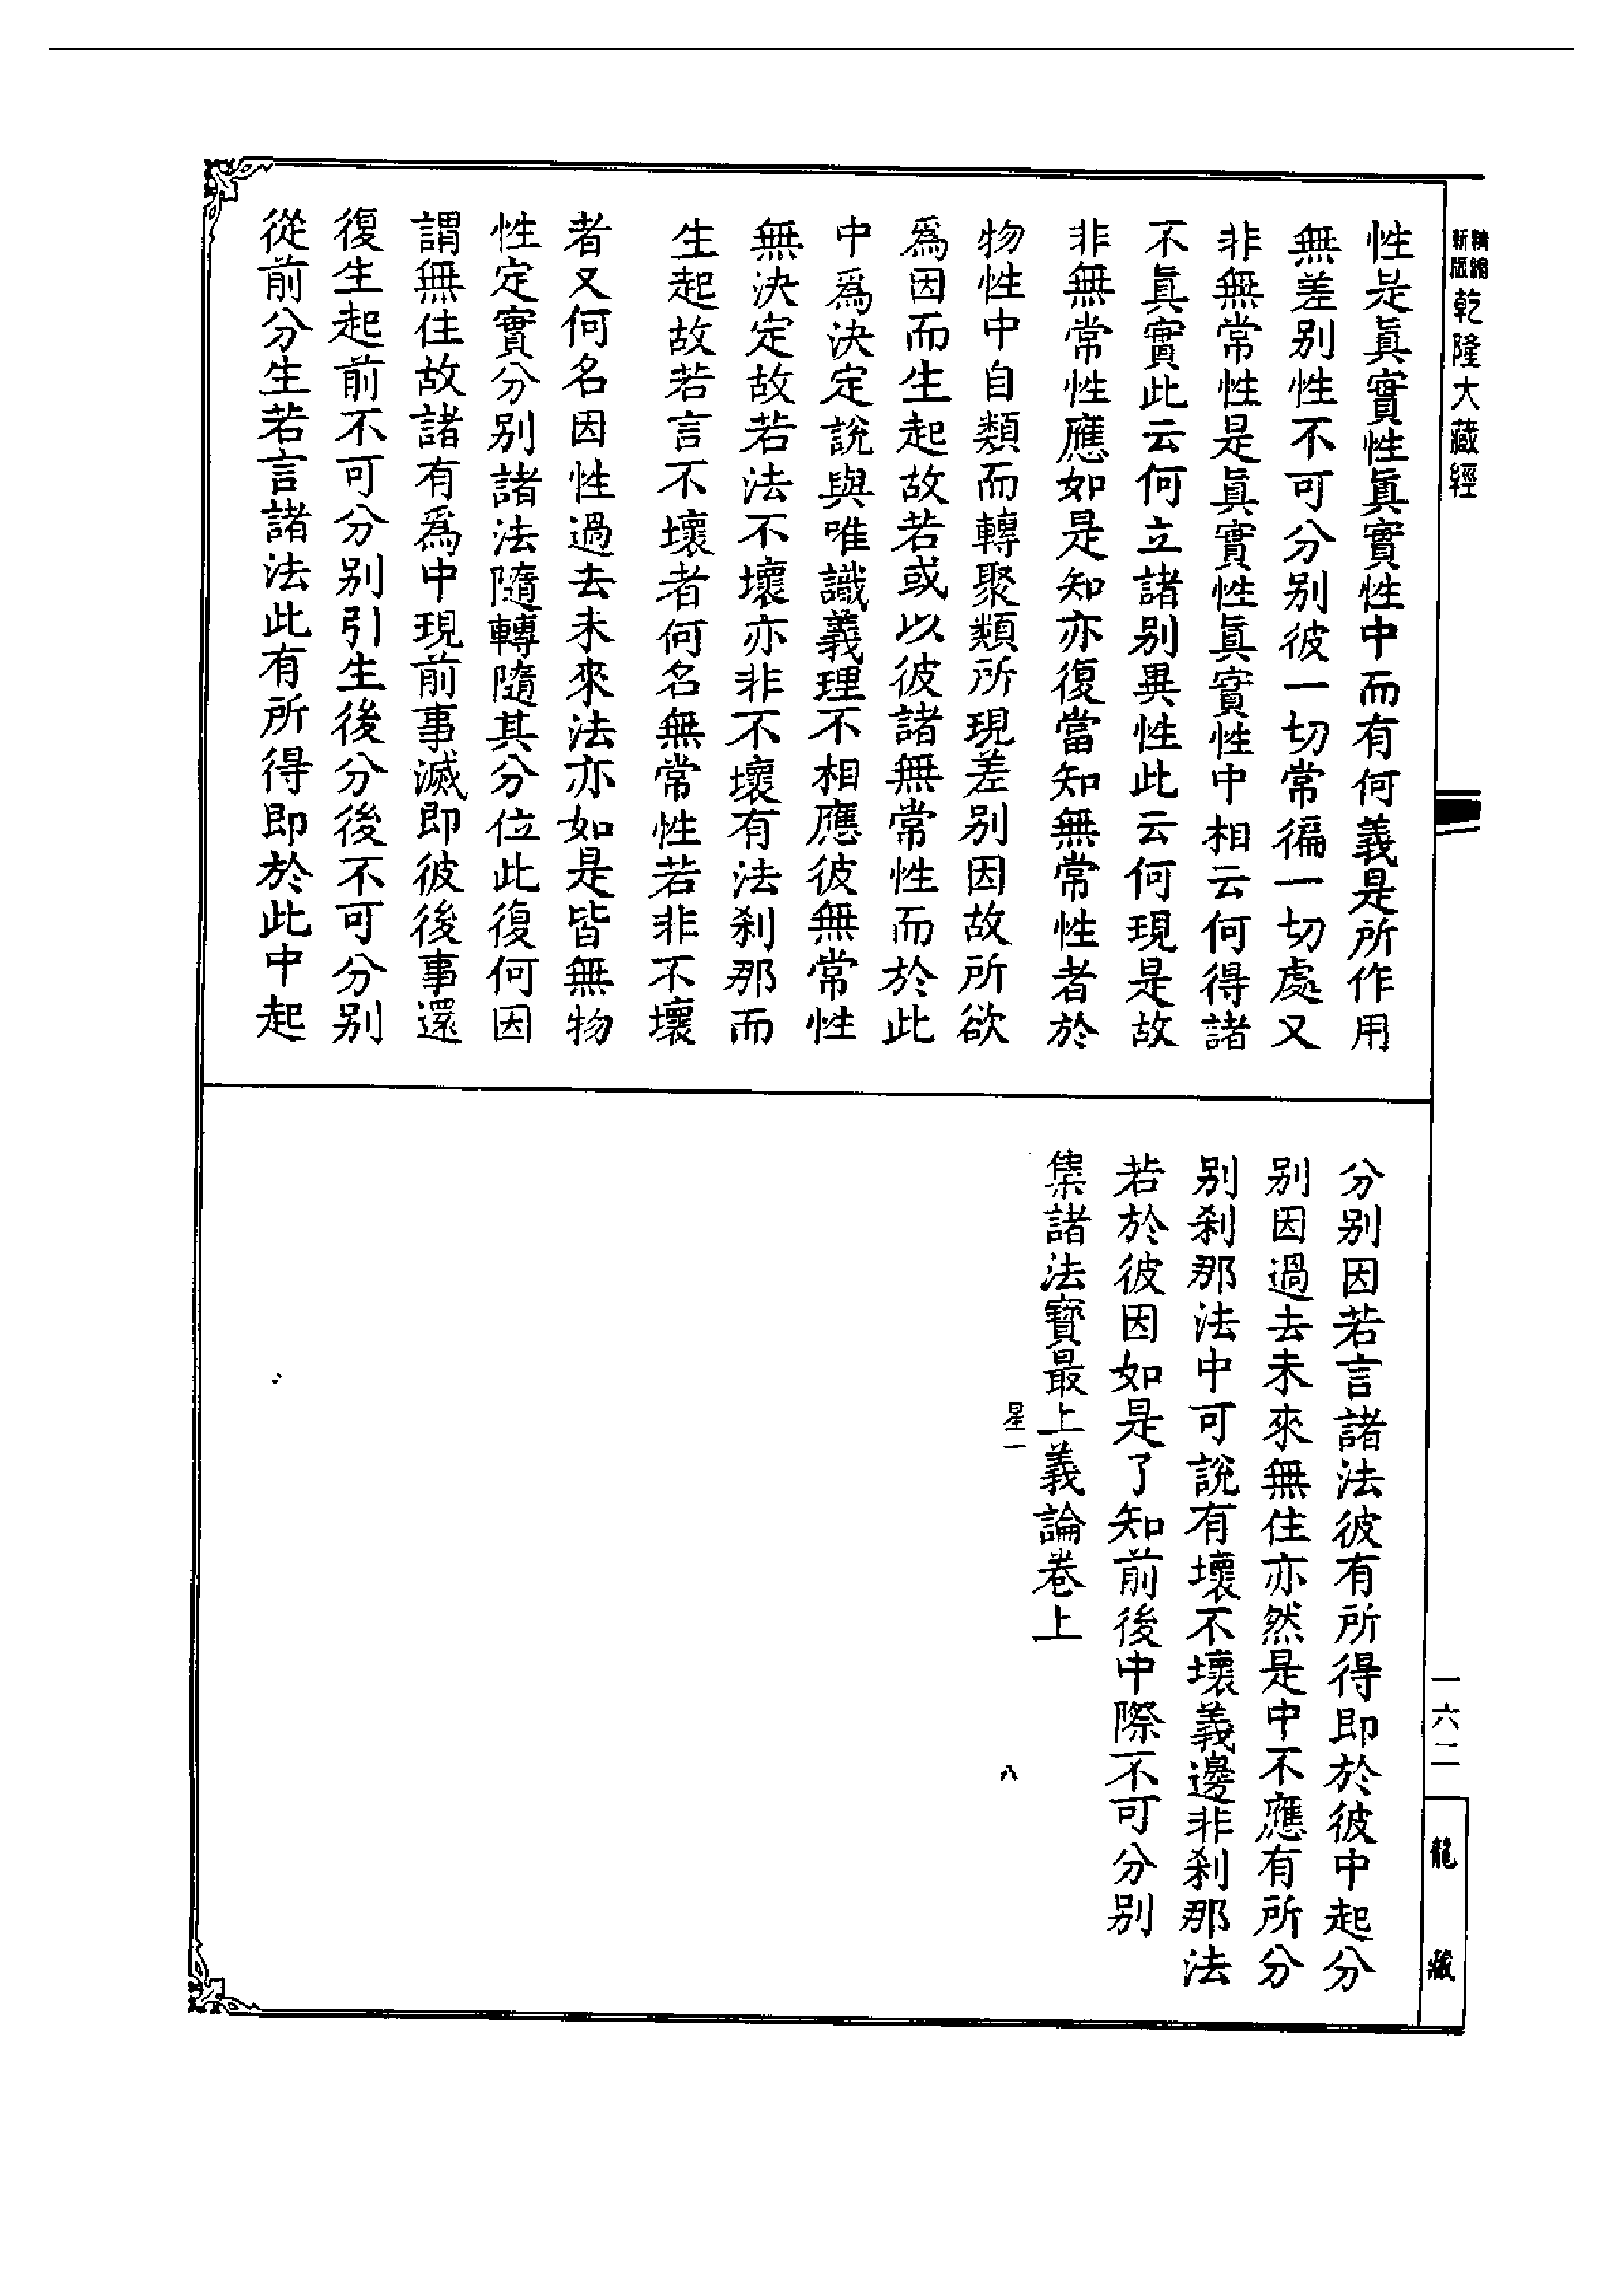 精縮新版乾隆大藏經
性是眞實性眞實性中而有何義是所作用
無差别性不可分别彼一切常徧一切處又
非無常性是眞實性眞實性中相云何得諸
不眞實此云何立諸别異性此云何現是故
非無常性應如是知亦復當知無常性者於
物性中自類而轉聚類所現差别因故所欲
爲因而生起故若或以彼諸無常性而於此
中爲決定說與唯識義理不相應彼無常性
無決定故若法不壞亦非不壞有法刹那而
生起故若言不壞者何名無常性若非不壞
者又何名因性過去未來法亦如是皆無物
性定實分别諸法隨轉隨其分位此復何因
謂無住故諸有爲中現前事滅即彼後事還
復生起前不可分别引生後分後不可分别
從前分生若言諸法此有所得即於此中起
分别因若言諸法彼有所得即於彼中起分
别因過去未來無住亦然是中不應有所分
别刹那法中可說有壞不壞義邊非刹那法
若於彼因如是了知前後中際不可分别
集諸法寶最上義論卷上
星一
八
一六二
龍藏